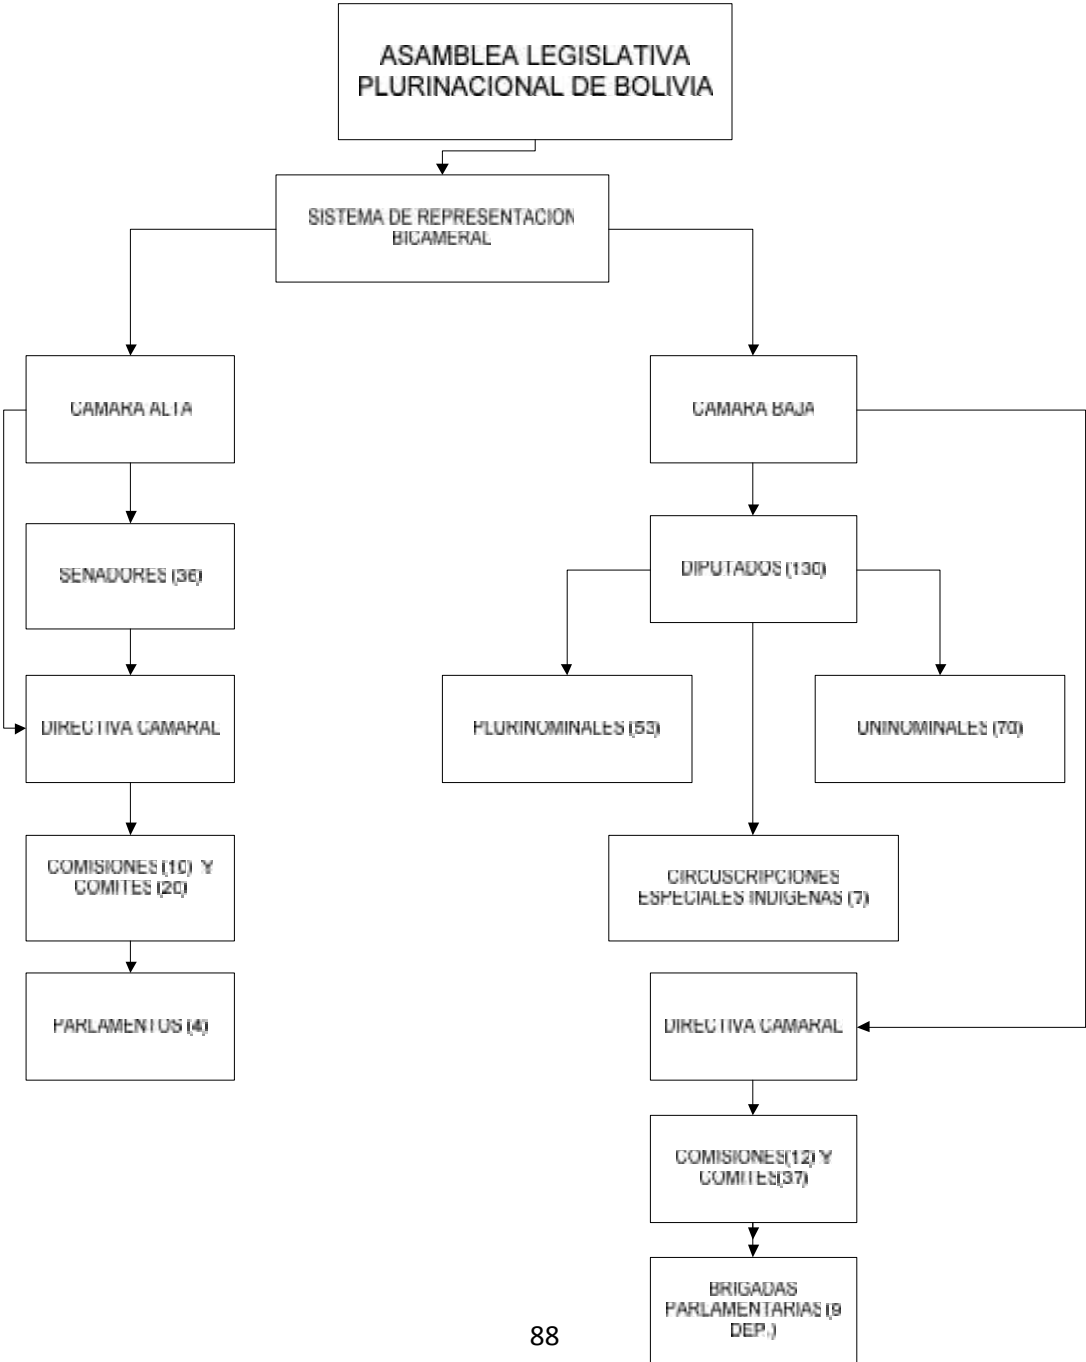 ASAMBLEA LEGISLATIVA
PLURINACIONAL DE BOLIVIA
SISTEMA DE REPRESENTACION
BICAMERAL
CAMARA ALTA
CAMARA BAJA
SENADORES (36)
DIPUTADOS (130)
DIRECTIVA CAMARAL
PLURINOMINALES (53)
UNINOMINALES (70)
COMISIONES (10) Y
COMITES (20)
CIRCUSCRIPCIONES
ESPECIALES INDIGENAS (7)
PARLAMENTOS (4)
DIRECTIVA CAMARAL
COMISIONES(12) Y
COMITES(37)
BRIGADAS
PARLAMENTARIAS (9
DEP.)
88